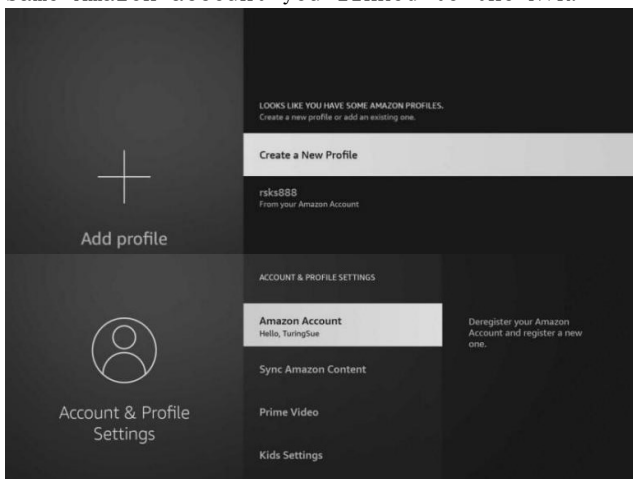 LOOKS LIKE YOU HAVE SOME AMAZON PROFILES.
Create a new profile or add an existing one.
Create a New Profile
rsks888
From your Amazon Account
Add profile
ACCOUNT & PROFILE SETTINGS
Amazon Account
Hello, TuringSue
Deregister your Amazon
Account and register a new
one.
Sync Amazon Content
Prime Video
Kids Settings
Account & Profile
Settings